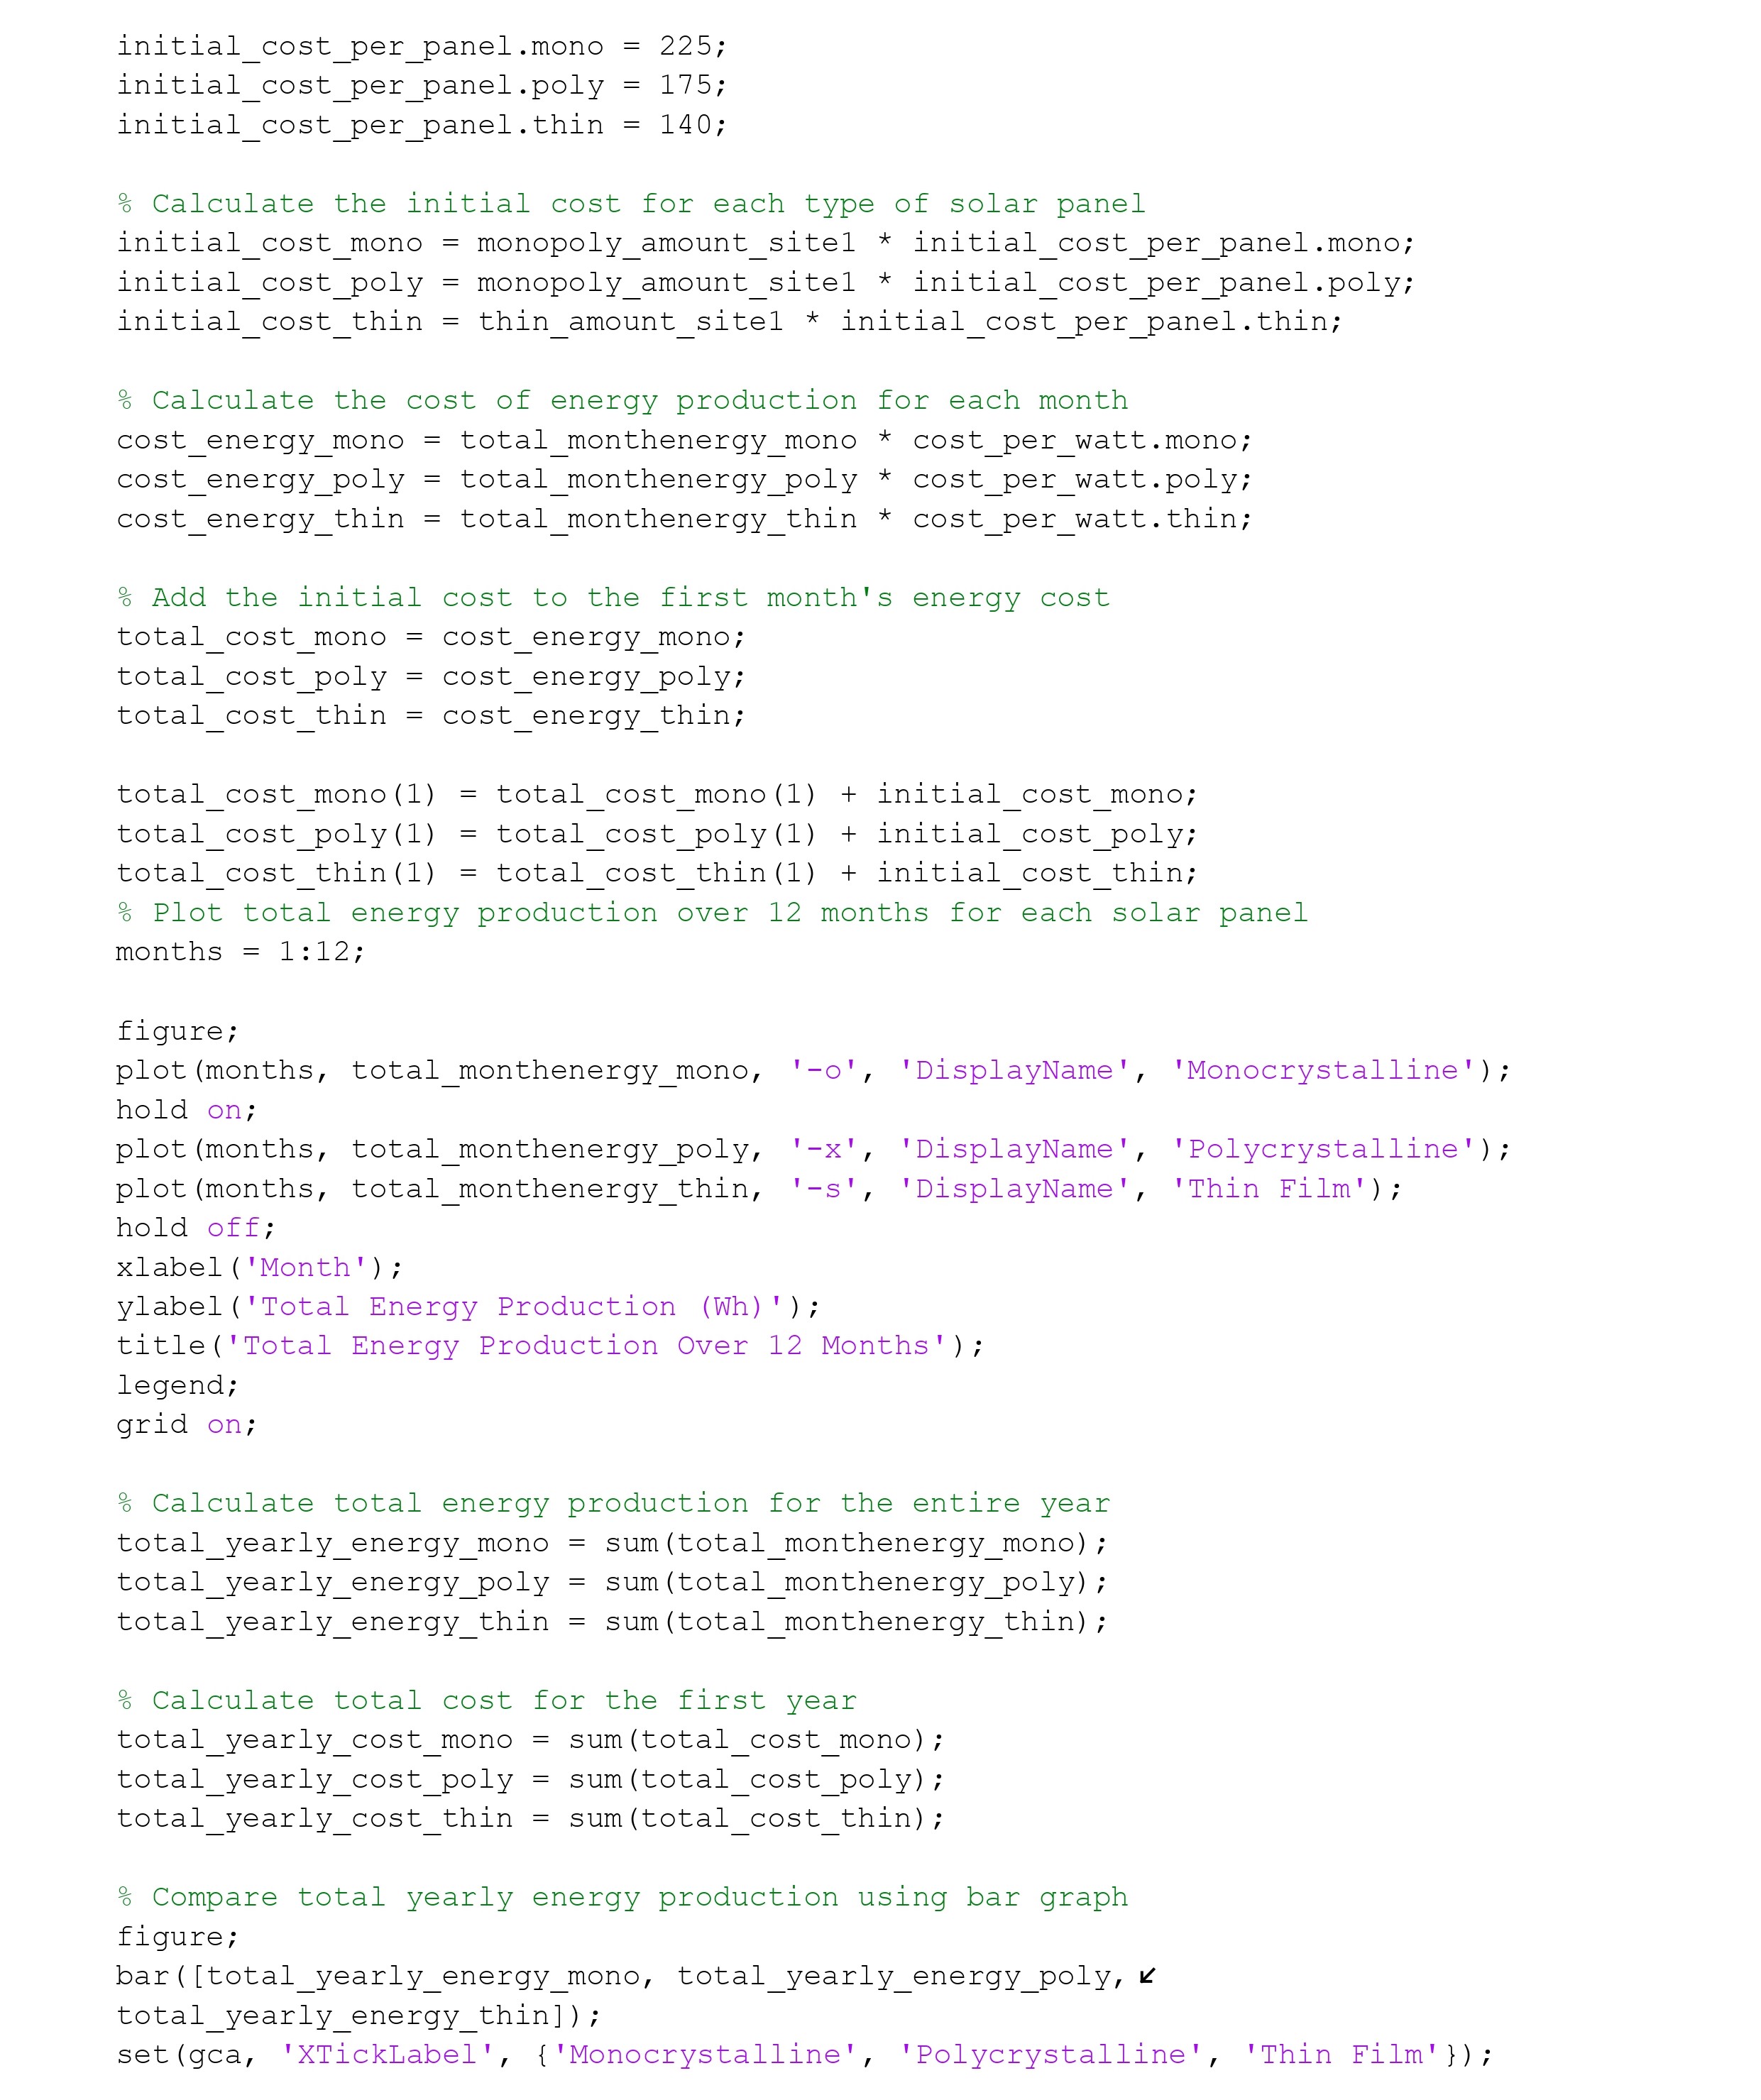 initial_cost_per_panel.mono = 225;
initial_cost_per_panel.poly = 175;
initial_cost_per_panel.thin = 140;
% Calculate the initial cost for each type of solar panel
initial_cost_mono = monopoly_amount_site1 * initial_cost_per_panel.mono;
initial_cost_poly = monopoly_amount_site1 * initial_cost_per_panel.poly;
initial_cost_thin = thin_amount_site1 * initial_cost_per_panel.thin;
% Calculate the cost of energy production for each month
cost_energy_mono = total_monthenergy_mono * cost_per_watt.mono;
cost_energy_poly = total_monthenergy_poly * cost_per_watt.poly;
cost_energy_thin = total_monthenergy_thin * cost_per_watt.thin;
% Add the initial cost to the first month's energy cost
total_cost_mono = cost_energy_mono;
total_cost_poly = cost_energy_poly;
total_cost_thin = cost_energy_thin;
total_cost_mono(1) = total_cost_mono(1) + initial_cost_mono;
total_cost_poly(1) = total_cost_poly(1) + initial_cost_poly;
total_cost_thin(1) = total_cost_thin(1) + initial_cost_thin;
% Plot total energy production over 12 months for each solar panel
months = 1:12;
figure;
plot(months, total_monthenergy_mono, '-o', 'DisplayName', 'Monocrystalline');
hold on;
plot(months, total_monthenergy_poly, '-x', 'DisplayName', 'Polycrystalline');
plot(months, total_monthenergy_thin, '-s', 'DisplayName', 'Thin Film');
hold off;
xlabel('Month');
ylabel('Total Energy Production (Wh)');
title('Total Energy Production Over 12 Months');
legend;
grid on;
% Calculate total energy production for the entire year
total_yearly_energy_mono = sum(total_monthenergy_mono);
total_yearly_energy_poly = sum(total_monthenergy_poly);
total_yearly_energy_thin = sum(total_monthenergy_thin);
% Calculate total cost for the first year
total_yearly_cost_mono = sum(total_cost_mono);
total_yearly_cost_poly = sum(total_cost_poly);
total_yearly_cost_thin = sum(total_cost_thin);
% Compare total yearly energy production using bar graph
figure;
bar([total_yearly_energy_mono, total_yearly_energy_poly, ↙
total_yearly_energy_thin]);
set(gca, 'XTickLabel', {'Monocrystalline', 'Polycrystalline', 'Thin Film'});